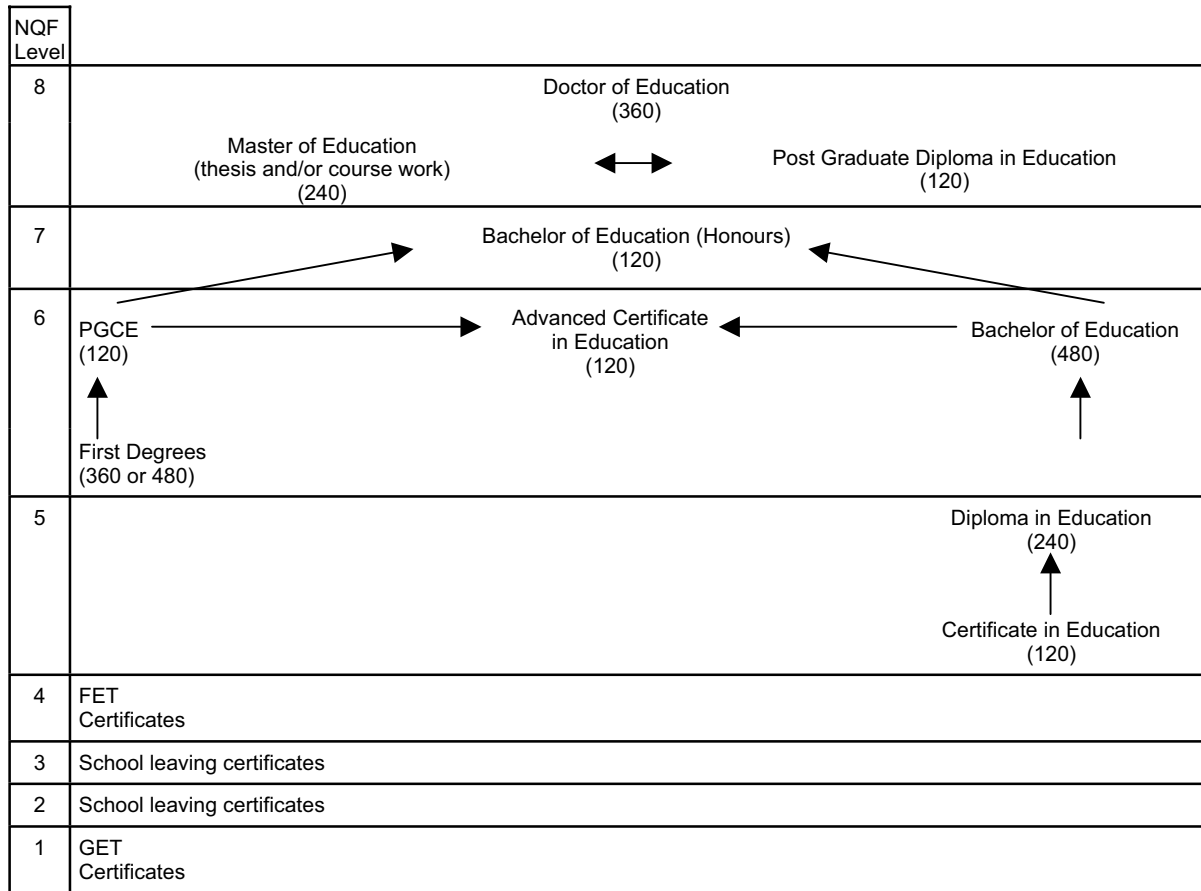 NQF
Level
8
Doctor of Education
(360)
Master of Education
(thesis and/or course work)
(240)
Post Graduate Diploma in Education
(120)
7
Bachelor of Education (Honours)
(120)
6
PGCE
(120)
Advanced Certificate
in Education
(120)
Bachelor of Education
(480)
First Degrees
(360 or 480)
5
Diploma in Education
(240)
Certificate in Education
(120)
4
FET
Certificates
3
School leaving certificates
2
School leaving certificates
1
GET
Certificates